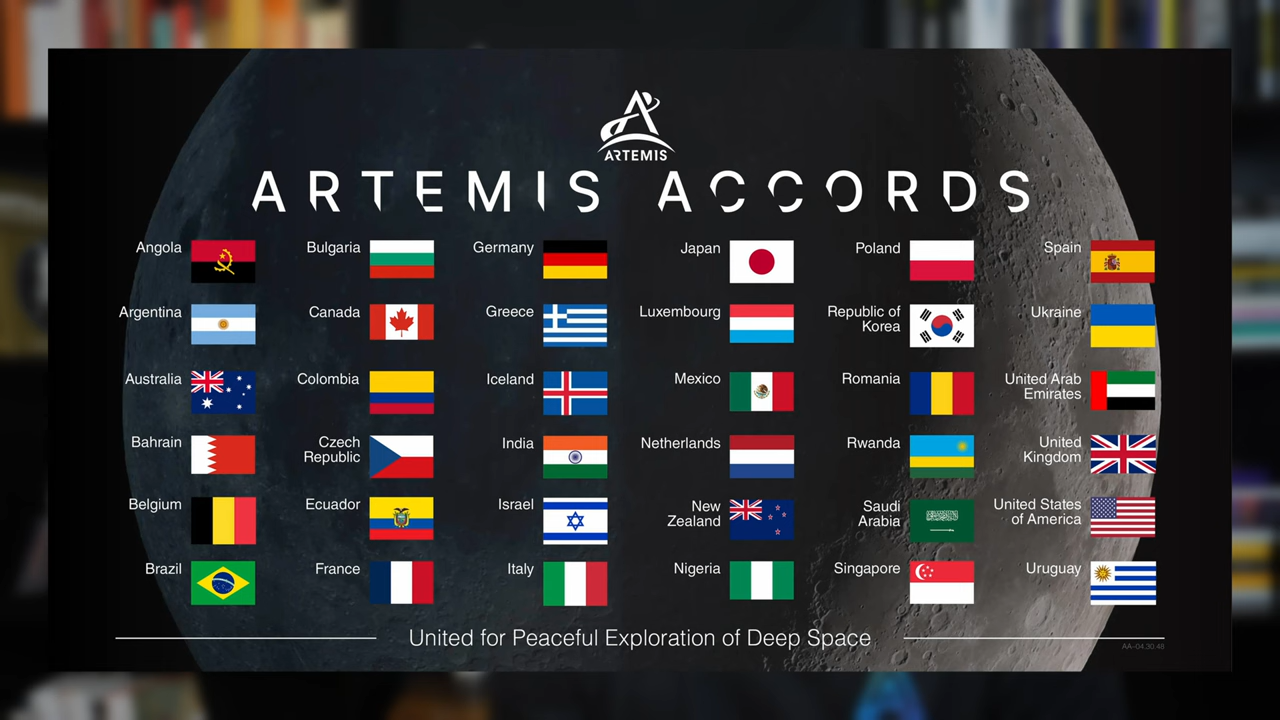 ARTEMIS
ARTEMIS ACCORDS
Angola
Bulgaria
Germany
Japan
Poland
Spain
Argentina
Canada
Greece
Luxembourg
Republic of
Korea
Ukraine
Australia
Colombia
Iceland
Mexico
Romania
United Arab
Emirates
Bahrain
Czech
Republic
India
Netherlands
Rwanda
United
Kingdom
Belgium
Ecuador
Israel
New
Zealand
Saudi
Arabia
United States
of America
Brazil
France
Italy
Nigeria
Singapore
Uruguay
United for Peaceful Exploration of Deep Space